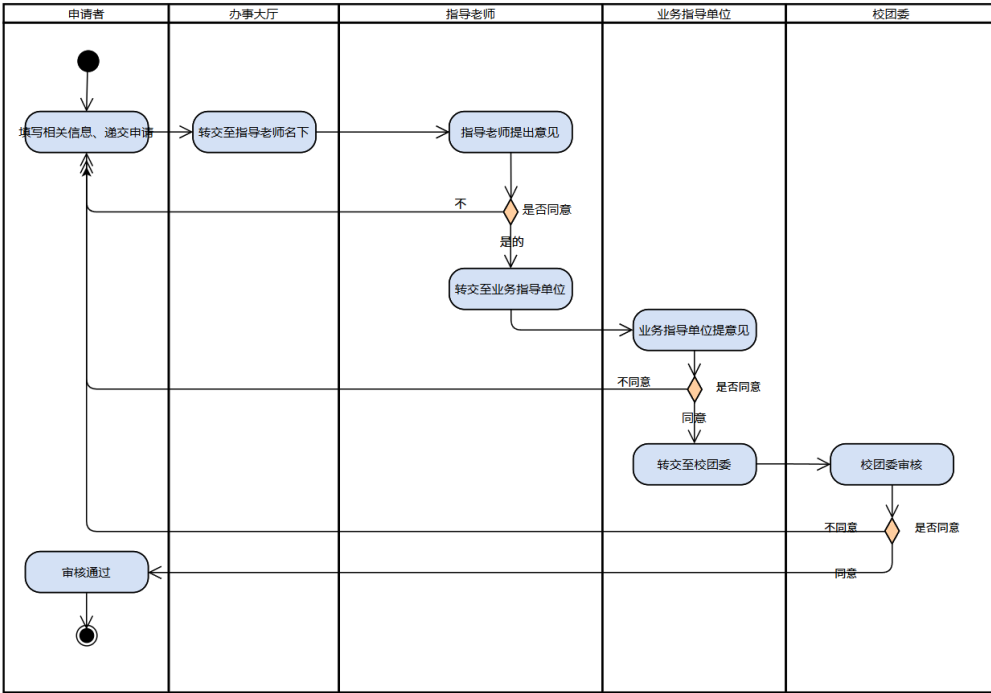 申请者
办事大厅
指导老师
业务指导单位
校团委
填写相关信息、递交申请
转交至指导老师名下
指导老师提出意见
不
是否同意
是的
转交至业务指导单位
业务指导单位提意见
不同意
是否同意
同意
转交至校团委
校团委审核
不同意
是否同意
审核通过
同意